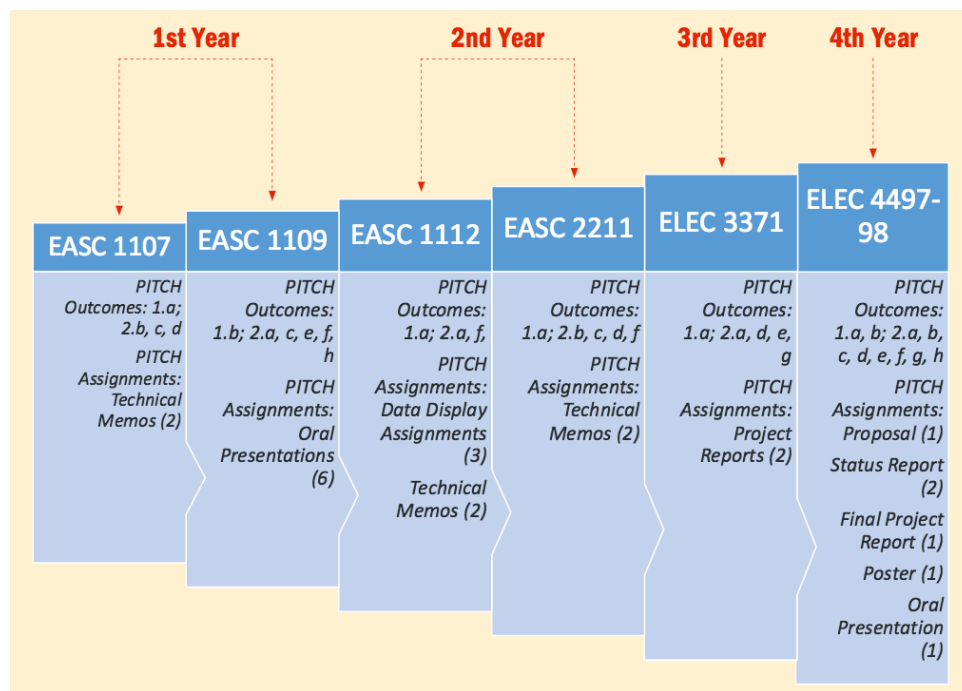 1st Year
2nd Year
3rd Year
4th Year
EASC 1107
PITCH
Outcomes: 1.a;
2.b, c, d
PITCH
Assignments:
Technical
Memos (2)
EASC 1109
PITCH
Outcomes:
1.b; 2.a, c, e, f,
h
PITCH
Assignments:
Oral
Presentations
(6)
EASC 1112
PITCH
Outcomes:
1.a; 2.a, f,
PITCH
Assignments:
Data Display
Assignments
(3)
Technical
Memos (2)
EASC 2211
PITCH
Outcomes:
1.a; 2.b, c, d, f
PITCH
Assignments:
Technical
Memos (2)
ELEC 3371
PITCH
Outcomes:
1.a; 2.a, d, e,
g
PITCH
Assignments:
Project
Reports (2)
ELEC 4497-
98
PITCH
Outcomes:
1.a, b; 2.a, b,
c, d, e, f, g, h
PITCH
Assignments:
Proposal (1)
Status Report
(2)
Final Project
Report (1)
Poster (1)
Oral
Presentation
(1)